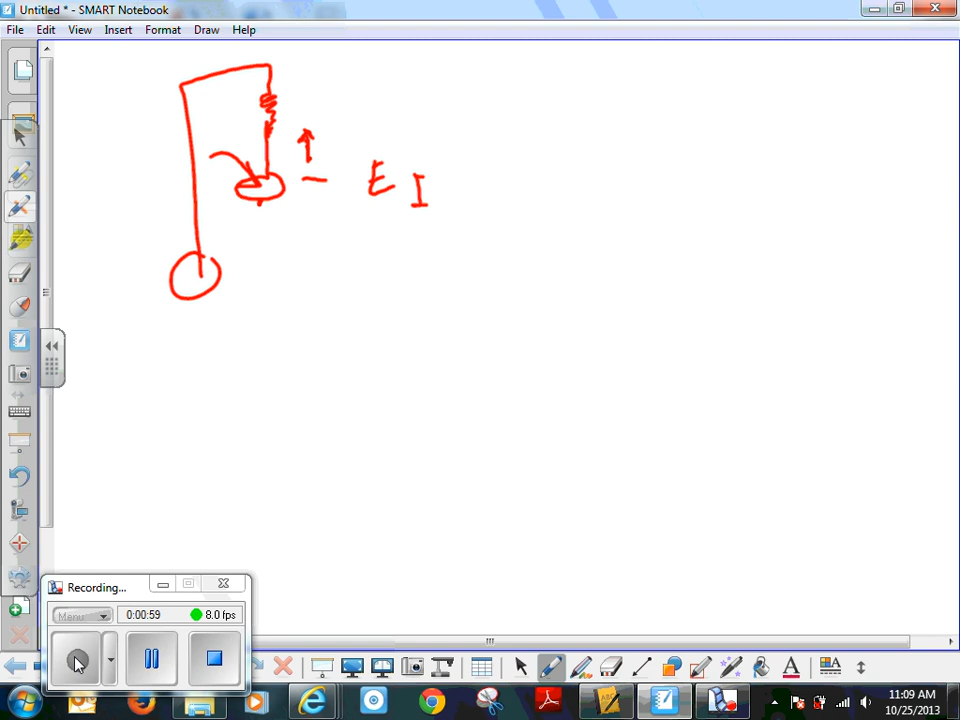 Untitled * - SMART Notebook
File Edit View Insert Format Draw Help
E I
Recording...
Menu 0:00:59 8.0 fps
11:09 AM
10/25/2013